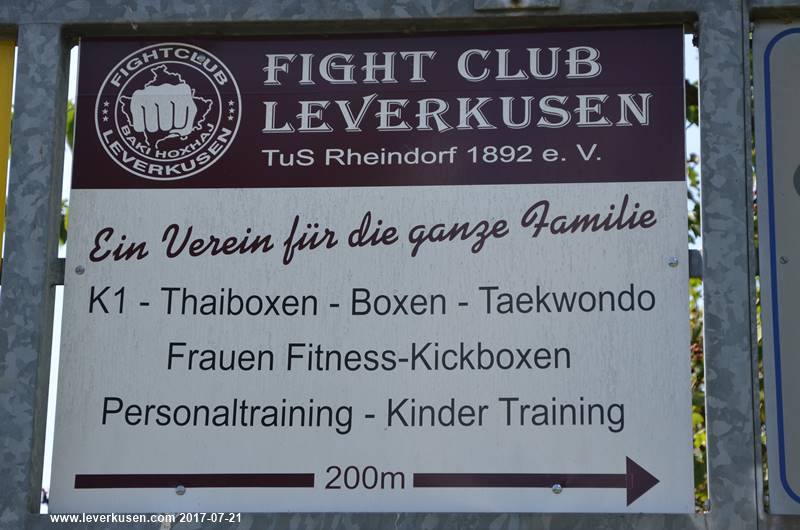 FIGHTCLUB
BAKI HOXHAJ
LEVERKUSEN
FIGHT CLUB
LEVERKUSEN
TuS Rheindorf 1892 e. V.
Ein Verein für die ganze Familie
K1 - Thaiboxen - Boxen - Taekwondo
Frauen Fitness-Kickboxen
Personaltraining - Kinder Training
200m
www.leverkusen.com 2017-07-21